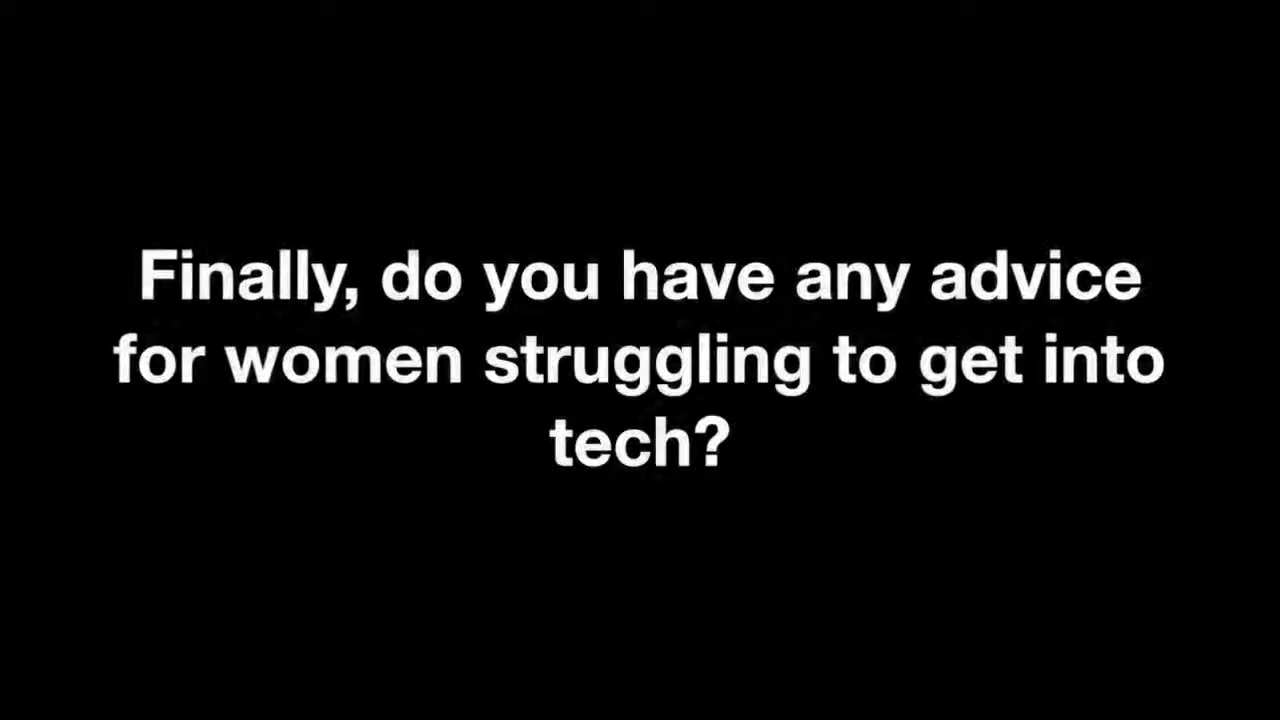 Finally, do you have any advice
for women struggling to get into
tech?